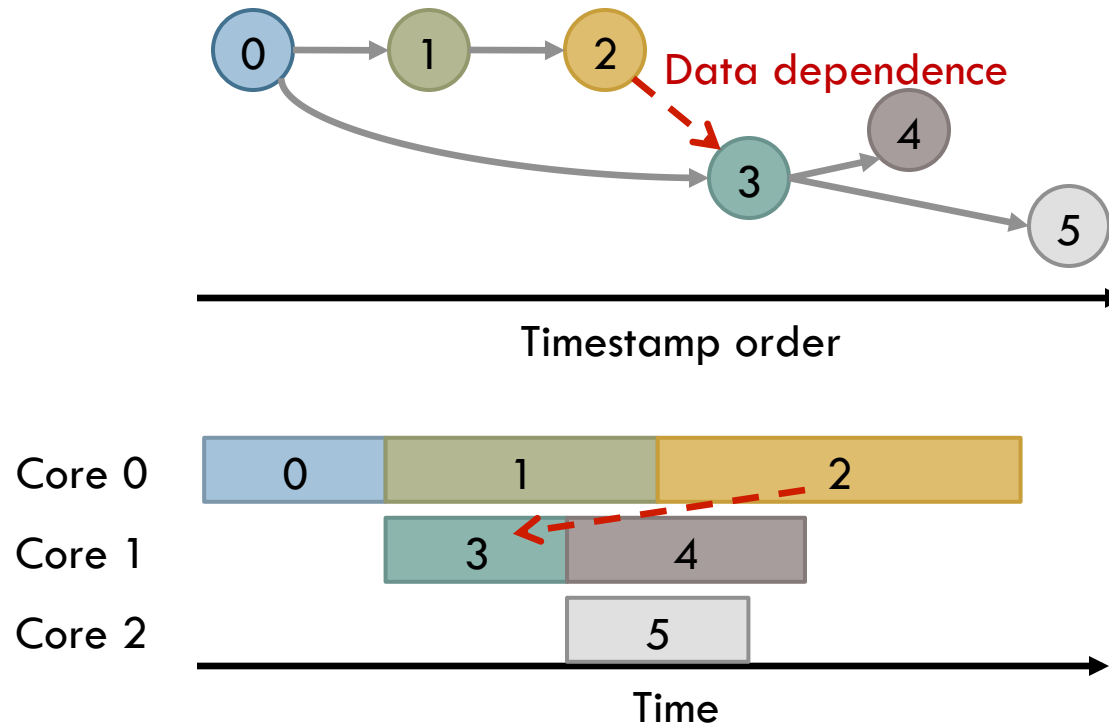 0 1 2
Data dependence
4
3
5
Timestamp order
Core 0 0 1 2
Core 1 3 4
Core 2 5
Time